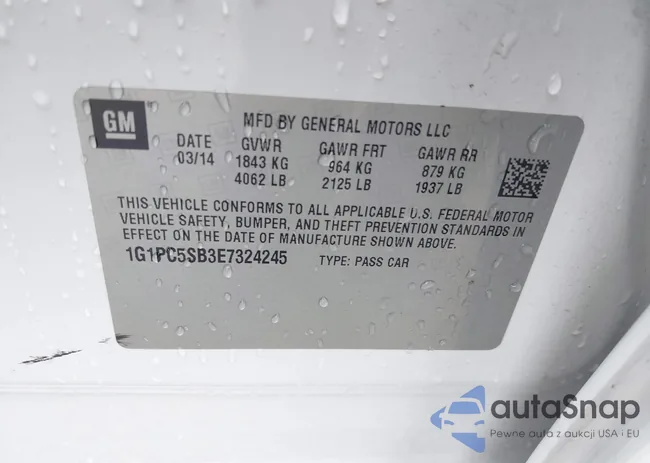 GM
MFD BY GENERAL MOTORS LLC
DATE GVWR GAWR FRT GAWR RR
03/14 1843 KG 964 KG 879 KG
4062 LB 2125 LB 1937 LB
THIS VEHICLE CONFORMS TO ALL APPLICABLE U.S. FEDERAL MOTOR
VEHICLE SAFETY, BUMPER, AND THEFT PREVENTION STANDARDS IN
EFFECT ON THE DATE OF MANUFACTURE SHOWN ABOVE.
1G1PC5SB3E7324245 TYPE: PASS CAR
autaSnap
Pewne auta z aukcji USA i EU